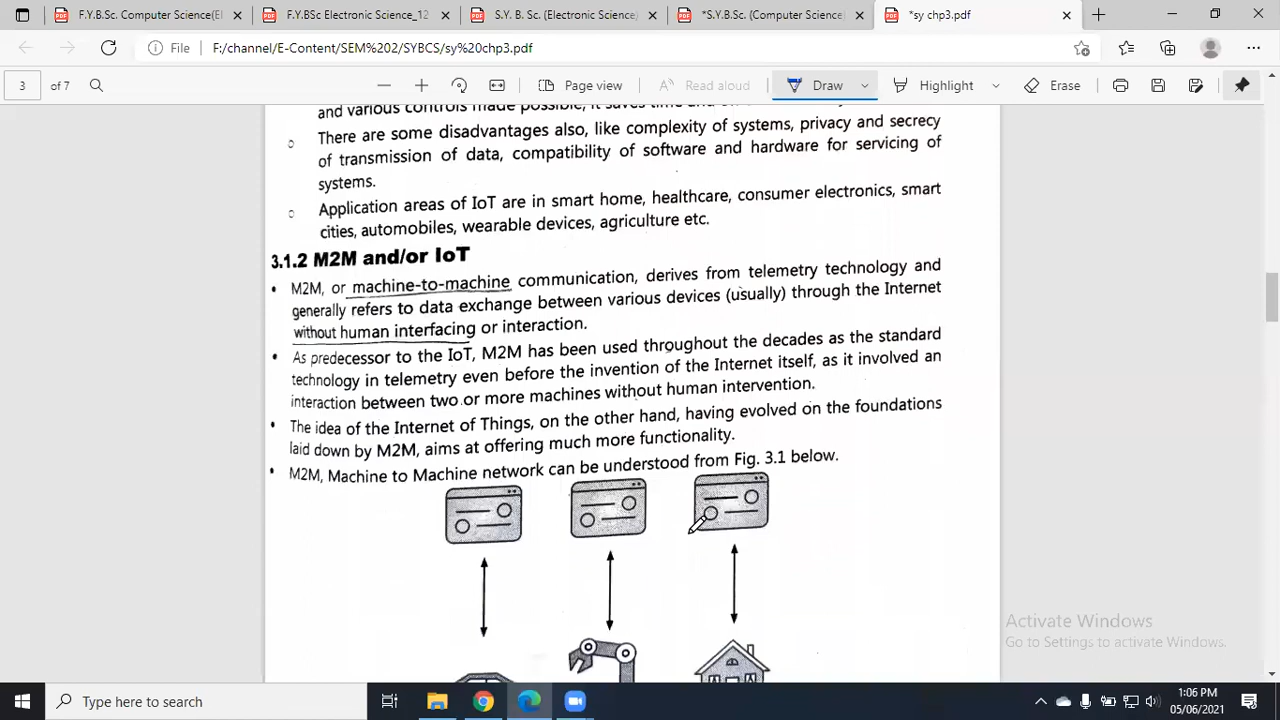 F.Y.B.Sc. Computer Science(El
F.Y.BSc Electronic Science_12
S.Y. B. Sc. (Electronic Science)
*S.Y.B.Sc. (Computer Science)
*sy chp3.pdf
File F:/channel/E-Content/SEM%202/SYBCS/sy%20chp3.pdf
3 of 7 Page view Read aloud Draw Highlight Erase
and various controls made possible, it saves time and
There are some disadvantages also, like complexity of systems, privacy and secrecy
of transmission of data, compatibility of software and hardware for servicing of
systems.
Application areas of IoT are in smart home, healthcare, consumer electronics, smart
cities, automobiles, wearable devices, agriculture etc.
3.1.2 M2M and/or IoT
• M2M, or machine-to-machine communication, derives from telemetry technology and
generally refers to data exchange between various devices (usually) through the Internet
without human interfacing or interaction.
• As predecessor to the IoT, M2M has been used throughout the decades as the standard
technology in telemetry even before the invention of the Internet itself, as it involved an
interaction between two or more machines without human intervention.
• The idea of the Internet of Things, on the other hand, having evolved on the foundations
laid down by M2M, aims at offering much more functionality.
• M2M, Machine to Machine network can be understood from Fig. 3.1 below.
Activate Windows
Go to Settings to activate Windows.
Type here to search
1:06 PM
05/06/2021